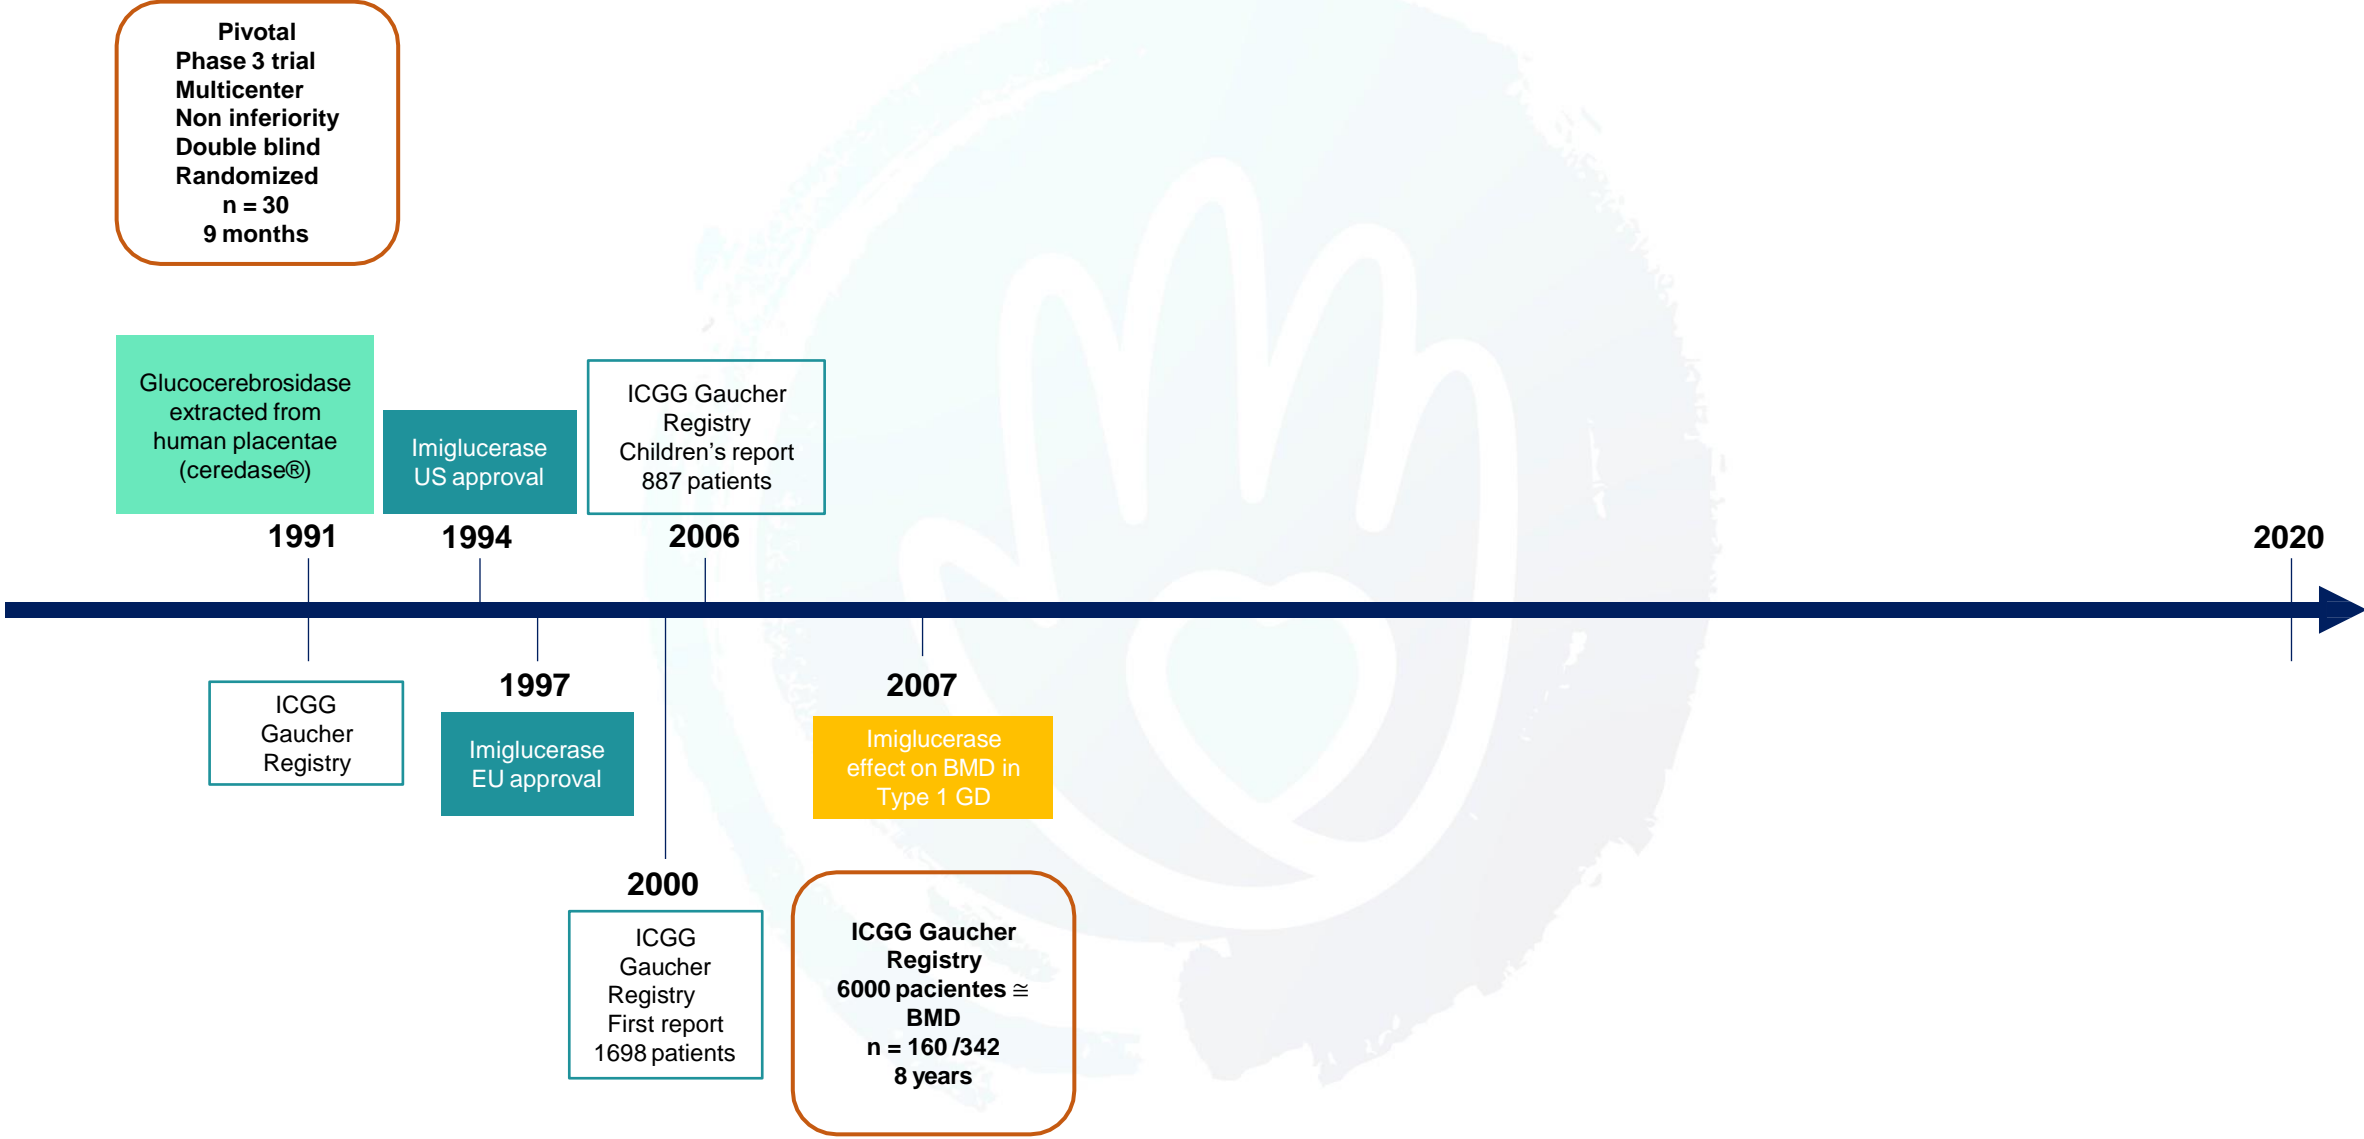 Pivotal
Phase 3 trial
Multicenter
Non inferiority
Double blind
Randomized
n = 30
9 months
Glucocerebrosidase
extracted from
human placentae
(ceredase®)
Imiglucerase
US approval
ICGG Gaucher
Registry
Children’s report
887 patients
1991
1994
2006
2020
ICGG
Gaucher
Registry
1997
Imiglucerase
EU approval
2007
Imiglucerase
effect on BMD in
Type 1 GD
2000
ICGG
Gaucher
Registry
First report
1698 patients
ICGG Gaucher
Registry
6000 pacientes ≅
BMD
n = 160 /342
8 years